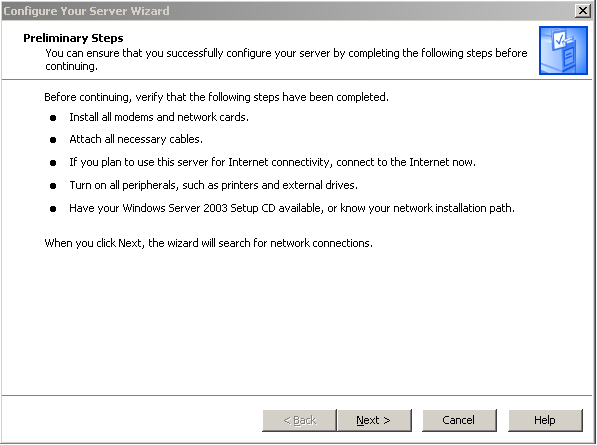 Configure Your Server Wizard
Preliminary Steps
You can ensure that you successfully configure your server by completing the following steps before
continuing.
Before continuing, verify that the following steps have been completed.
● Install all modems and network cards.
● Attach all necessary cables.
● If you plan to use this server for Internet connectivity, connect to the Internet now.
● Turn on all peripherals, such as printers and external drives.
● Have your Windows Server 2003 Setup CD available, or know your network installation path.
When you click Next, the wizard will search for network connections.
< Back Next > Cancel Help